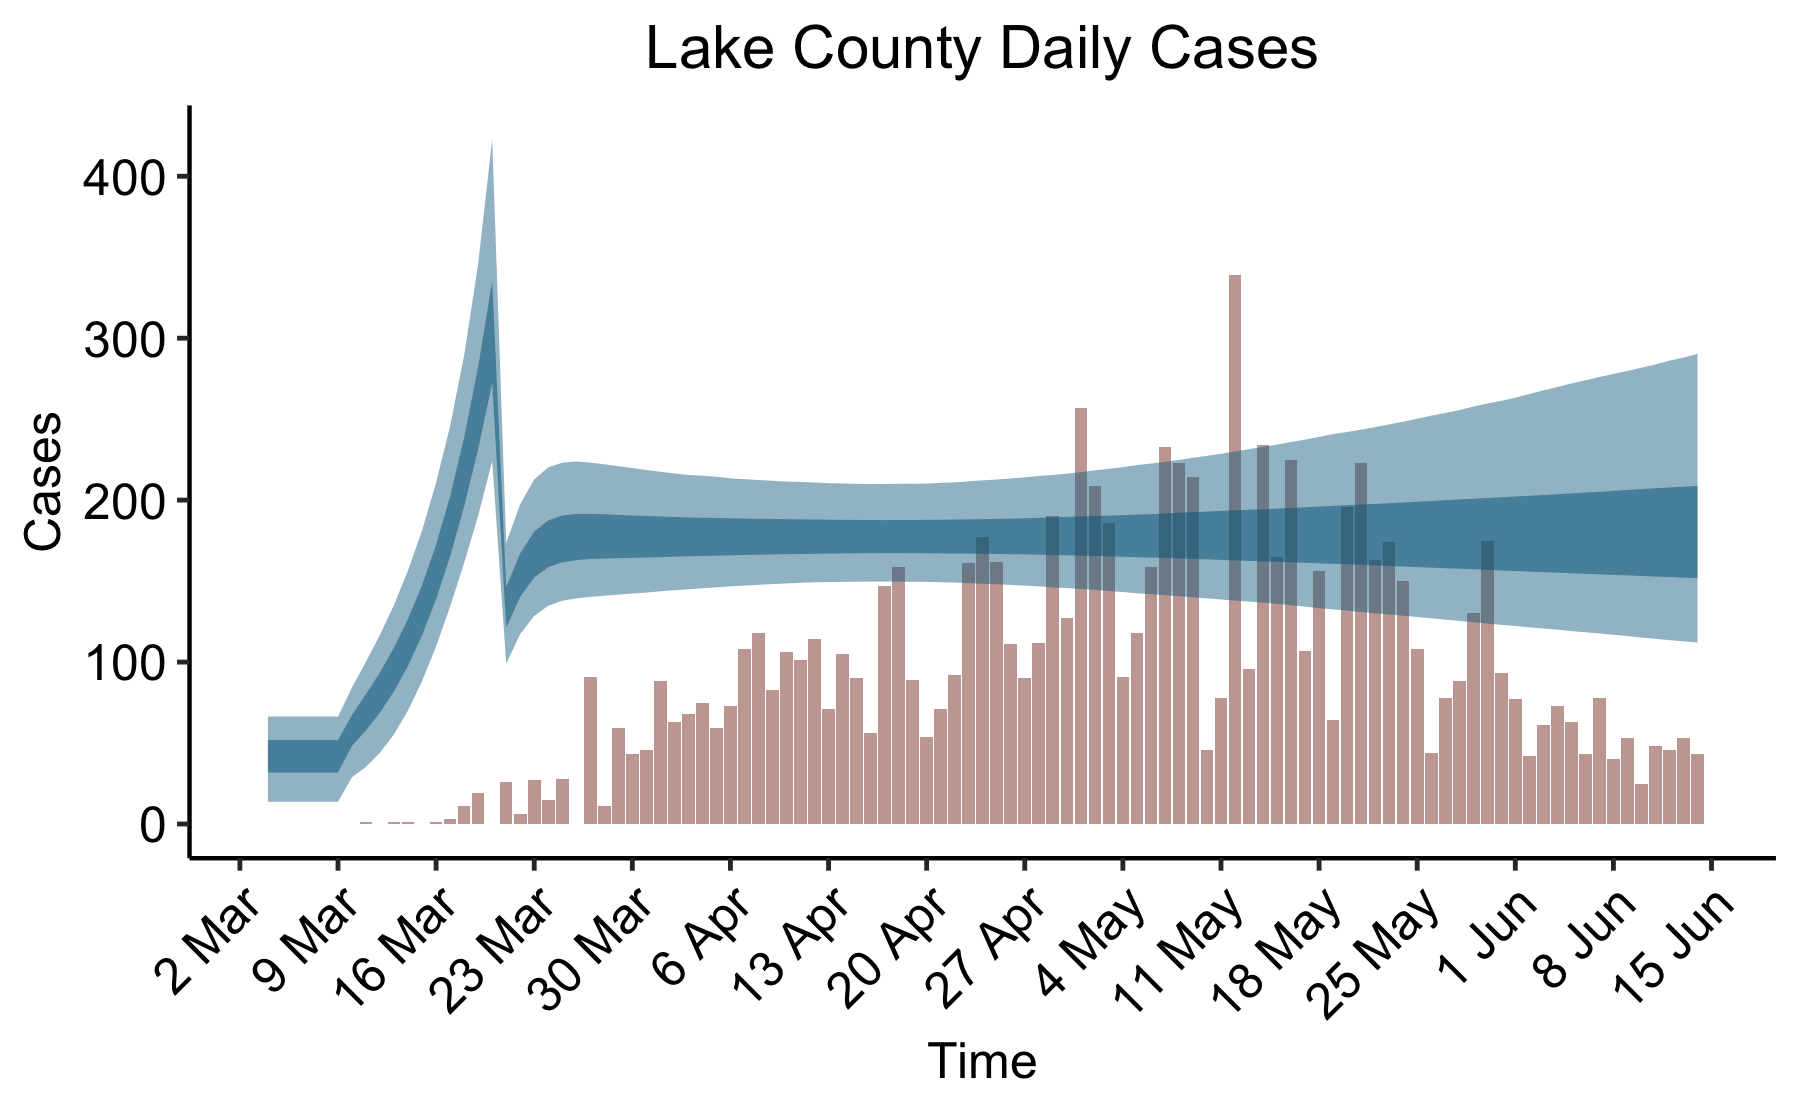 Lake County Daily Cases
400
300
200
100
0
Cases
2 Mar
9 Mar
16 Mar
23 Mar
30 Mar
6 Apr
13 Apr
20 Apr
27 Apr
4 May
11 May
18 May
25 May
1 Jun
8 Jun
15 Jun
Time